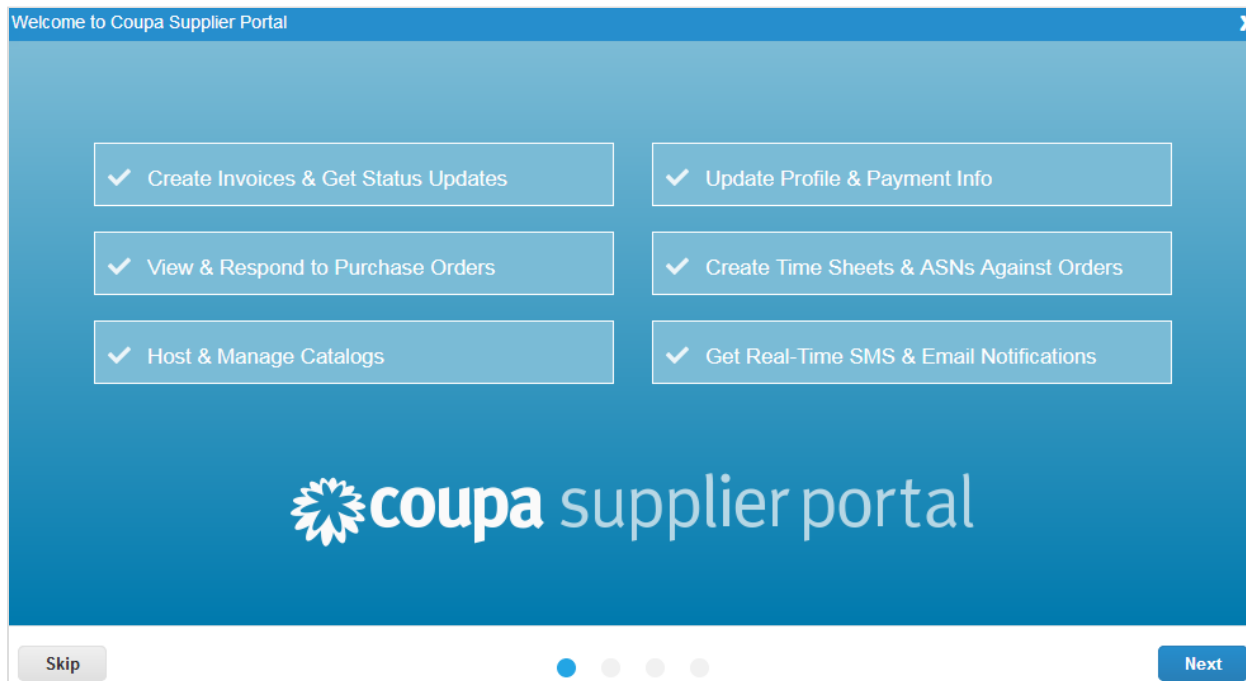 Welcome to Coupa Supplier Portal
Create Invoices & Get Status Updates
Update Profile & Payment Info
View & Respond to Purchase Orders
Create Time Sheets & ASNs Against Orders
Host & Manage Catalogs
Get Real-Time SMS & Email Notifications
coupa supplier portal
Skip
Next